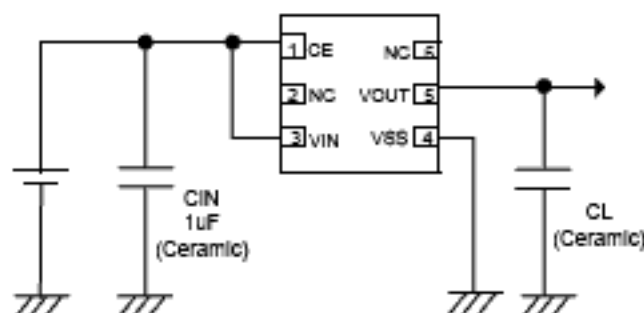 1 CE NC 6
2 NC VOUT 5
3 VIN VSS 4
CIN
1uF
(Ceramic)
CL
(Ceramic)